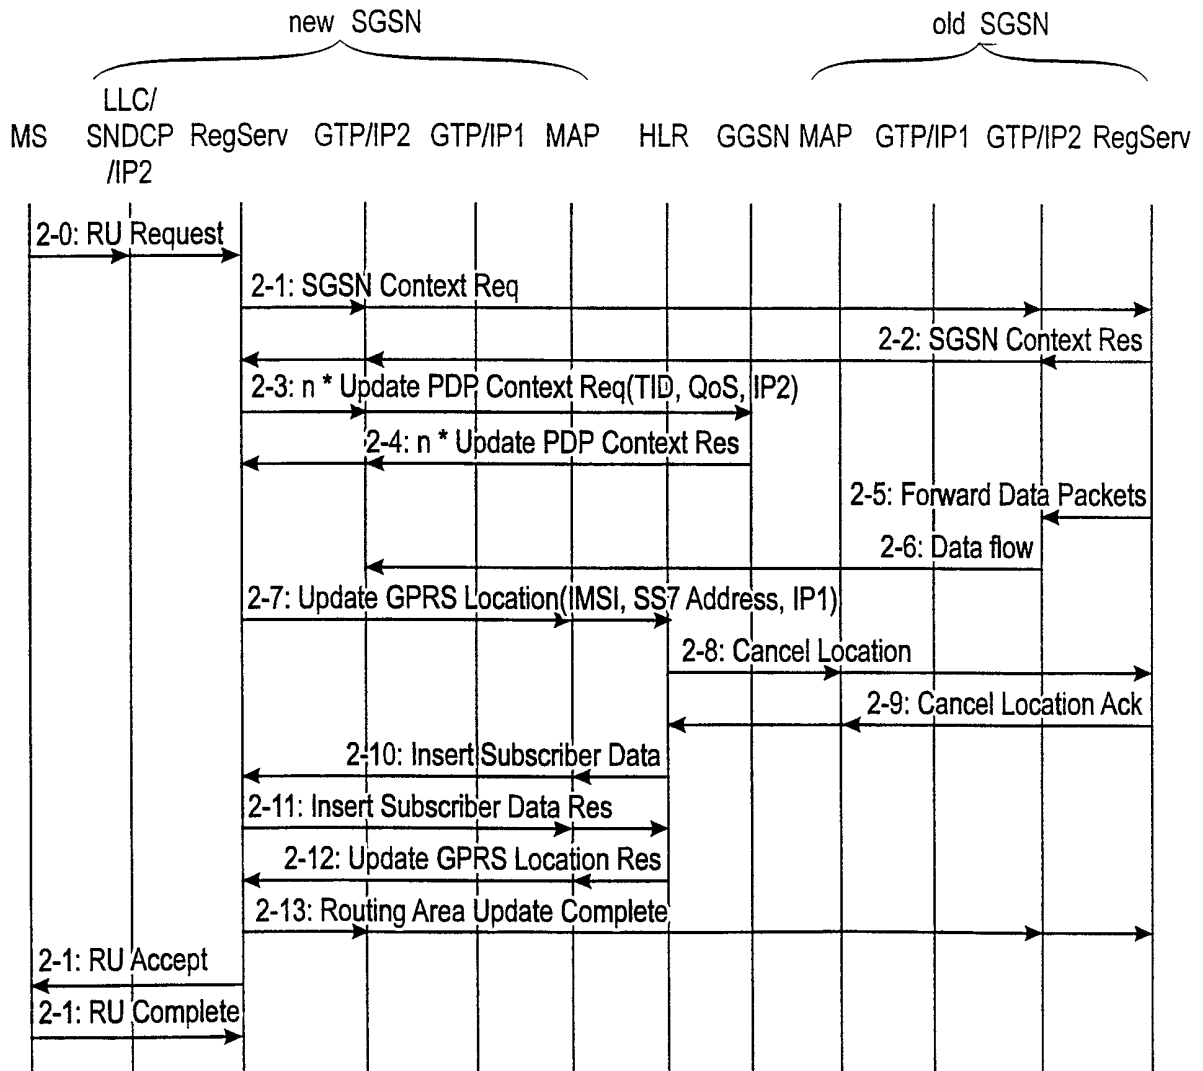 new SGSN
old SGSN
LLC/
MS SNDCP RegServ GTP/IP2 GTP/IP1 MAP HLR GGSN MAP GTP/IP1 GTP/IP2 RegServ
/IP2
2-0: RU Request
2-1: SGSN Context Req
2-2: SGSN Context Res
2-3: n * Update PDP Context Req(TID, QoS, IP2)
2-4: n * Update PDP Context Res
2-5: Forward Data Packets
2-6: Data flow
2-7: Update GPRS Location(IMSI, SS7 Address, IP1)
2-8: Cancel Location
2-9: Cancel Location Ack
2-10: Insert Subscriber Data
2-11: Insert Subscriber Data Res
2-12: Update GPRS Location Res
2-13: Routing Area Update Complete
2-1: RU Accept
2-1: RU Complete